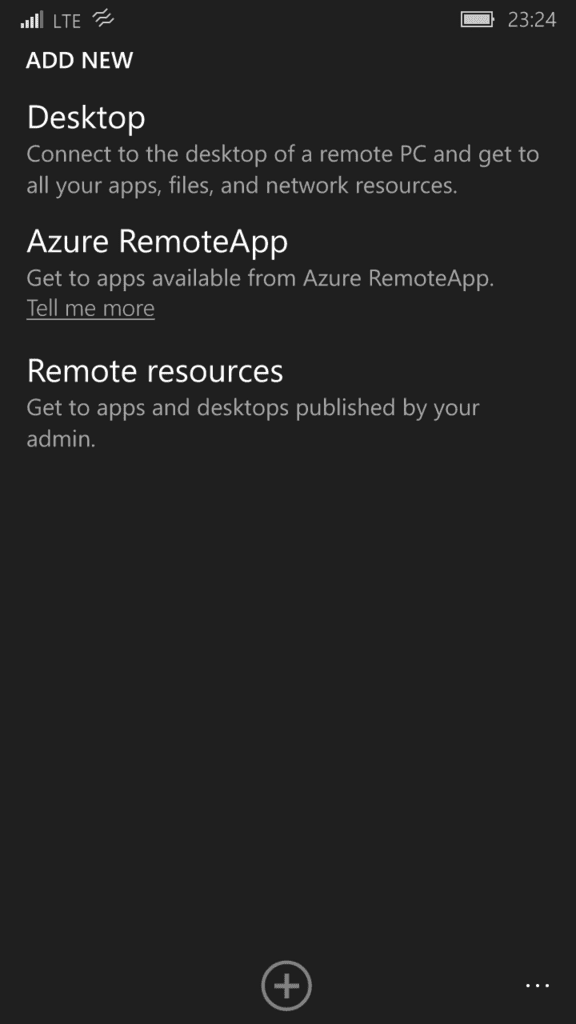 LTE 23:24
ADD NEW
Desktop
Connect to the desktop of a remote PC and get to
all your apps, files, and network resources.
Azure RemoteApp
Get to apps available from Azure RemoteApp.
Tell me more
Remote resources
Get to apps and desktops published by your
admin.